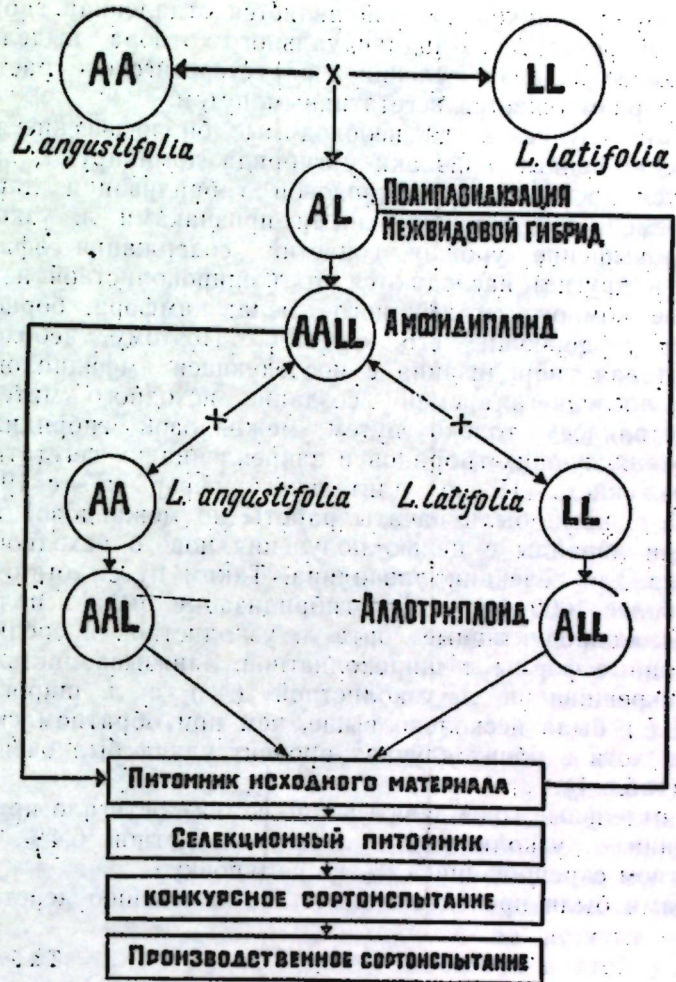 AA
x
LL
L. angustifolia
L. latifolia
AL
Полиплоидизация
Межвидовой гибрид
AALL
Амфидиплоид
L. angustifolia
L. latifolia
AA
LL
AAL
Аллотриплоид
ALL
Питомник исходного материала
Селекционный питомник
конкурсное сортоиспытание
Производственное сортоиспытание